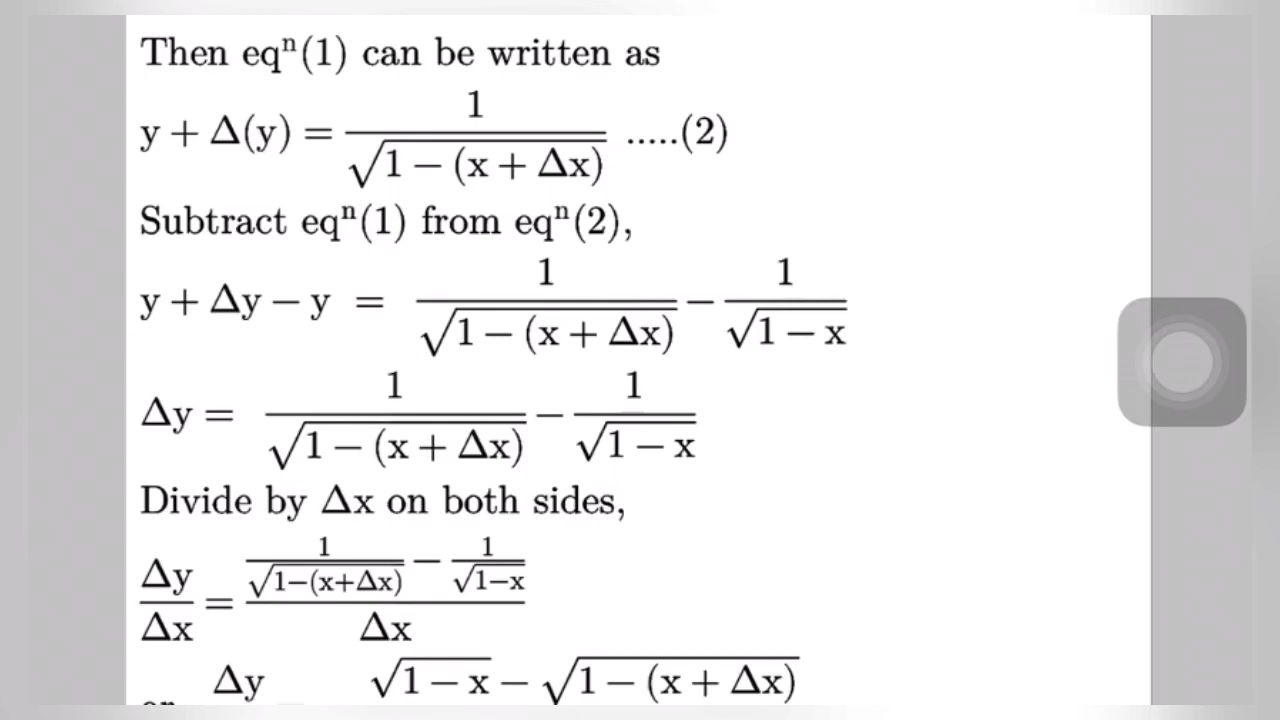 Then eqⁿ(1) can be written as
y + Δ(y) = 1/√(1 − (x + Δx)) .....(2)
Subtract eqⁿ(1) from eqⁿ(2),
y + Δy − y = 1/√(1 − (x + Δx)) − 1/√(1 − x)
Δy = 1/√(1 − (x + Δx)) − 1/√(1 − x)
Divide by Δx on both sides,
Δy/Δx = (1/√(1−(x+Δx)) − 1/√(1−x))/Δx
Δy √(1 − x) − √(1 − (x + Δx))